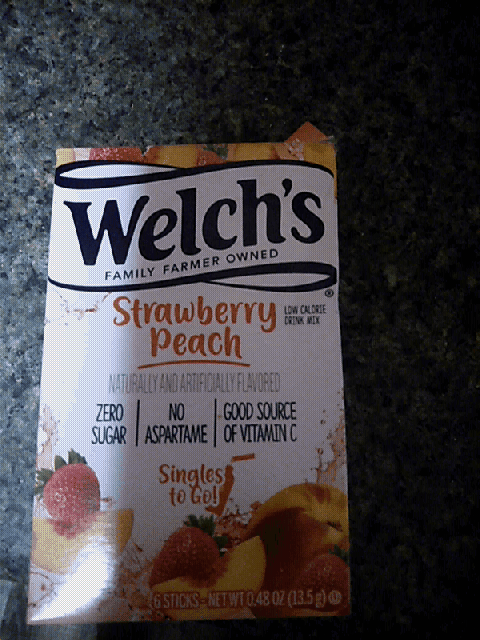 Welch's
FAMILY FARMER OWNED
®
Strawberry
Peach
LOW CALORIE
DRINK MIX
NATURALLY AND ARTIFICIALLY FLAVORED
ZERO
SUGAR
NO
ASPARTAME
GOOD SOURCE
OF VITAMIN C
Singles
to Go!
6 STICKS - NET WT 0.48 OZ (13.5 g)